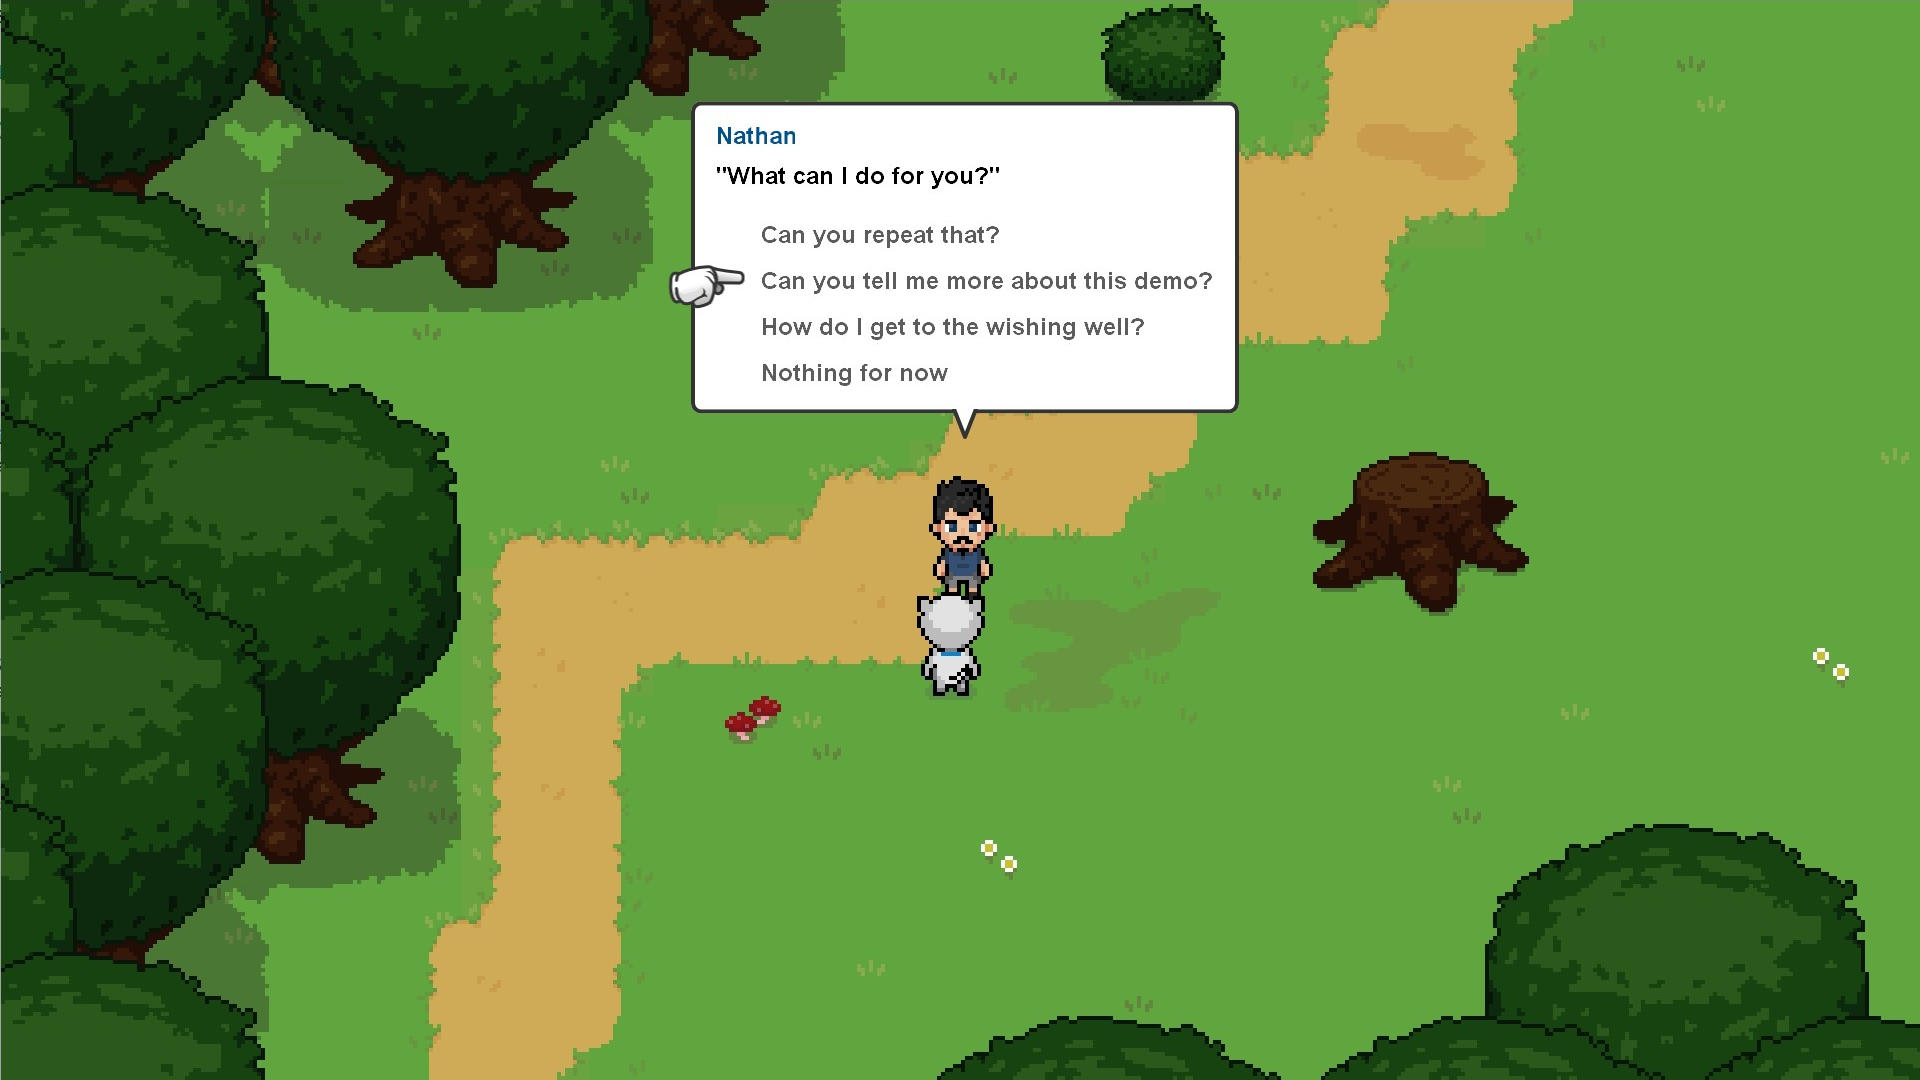 Nathan
"What can I do for you?"
Can you repeat that?
Can you tell me more about this demo?
How do I get to the wishing well?
Nothing for now